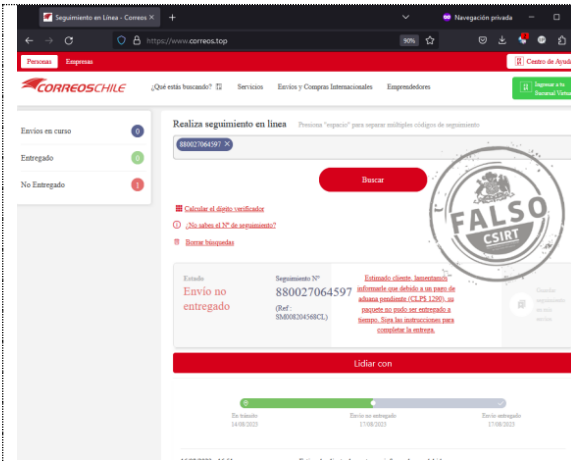 Seguimiento en Línea - Correos
Navegación privada
https://www.correos.top
90%
Personas Empresas
Centro de Ayuda
CORREOSCHILE
¿Qué estás buscando?
Servicios
Envíos y Compras Internacionales
Emprendedores
Ingresar a tu
Sucursal Virtual
Envíos en curso 0
Entregado 0
No Entregado 1
Realiza seguimiento en línea Presiona "espacio" para separar múltiples códigos de seguimiento
880027064597 ×
Buscar
Calcular el dígito verificador
¿No sabes el Nº de seguimiento?
Borrar búsquedas
FALSO
CSIRT
Estado
Envío no
entregado
Seguimiento Nº
880027064597
(Ref :
SM008204568CL)
Estimado cliente, lamentamos
informarle que debido a un pago de
aduana pendiente (CLP$ 1290), su
paquete no pudo ser entregado a
tiempo. Siga las instrucciones para
completar la entrega.
Guardar
seguimiento
Lidiar con
En tránsito
14/08/2023
Envío no entregado
17/08/2023
Envío entregado
17/08/2023